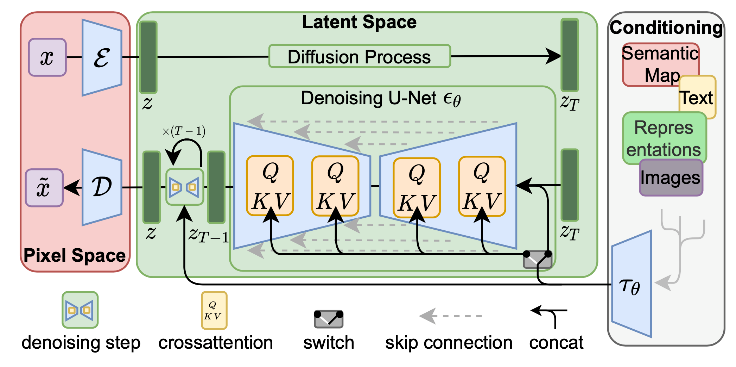 Latent Space
Conditioning
x
ℰ
Diffusion Process
z
z_T
Semantic
Map
Text
Repres
entations
Images
Denoising U-Net ϵ_θ
×(T−1)
x̃
𝒟
Q
KV
Q
KV
Q
KV
Q
KV
z
z_{T−1}
z_T
Pixel Space
τ_θ
Q
KV
denoising step
crossattention
switch
skip connection
concat